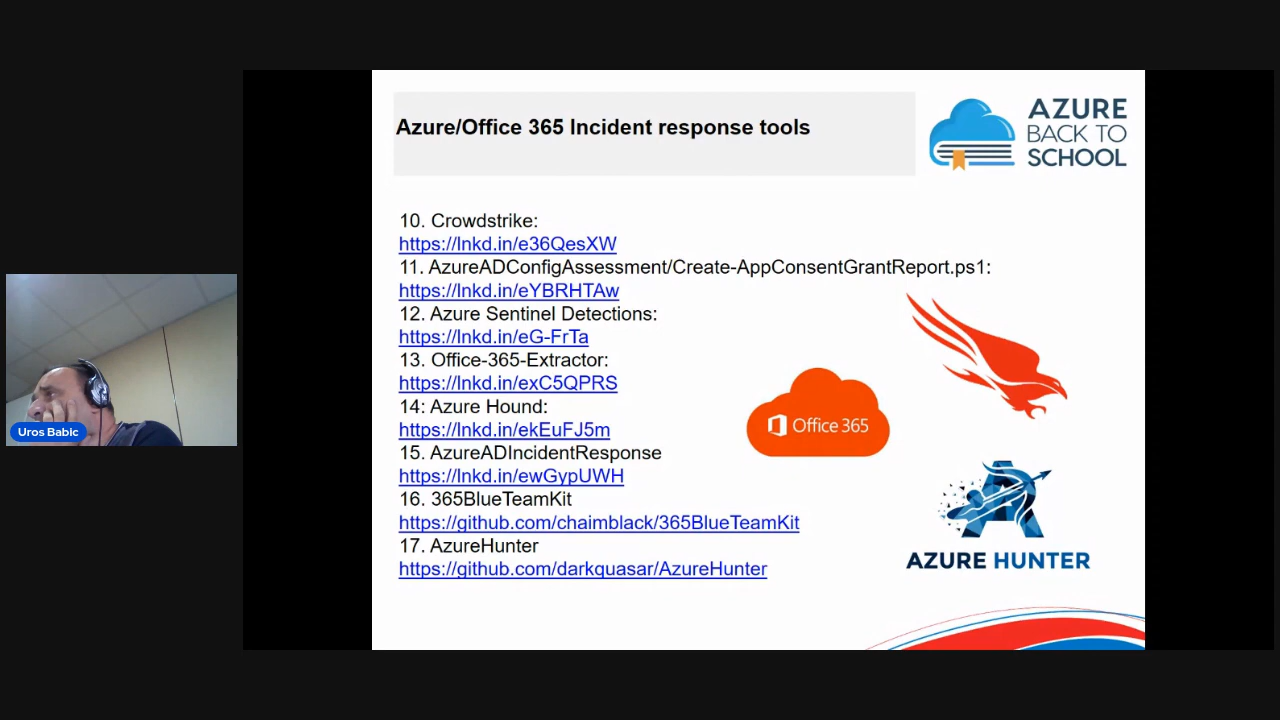 Azure/Office 365 Incident response tools
AZURE
BACK TO
SCHOOL
10. Crowdstrike:
https://lnkd.in/e36QesXW
11. AzureADConfigAssessment/Create-AppConsentGrantReport.ps1:
https://lnkd.in/eYBRHTAw
12. Azure Sentinel Detections:
https://lnkd.in/eG-FrTa
13. Office-365-Extractor:
https://lnkd.in/exC5QPRS
14: Azure Hound:
https://lnkd.in/ekEuFJ5m
15. AzureADIncidentResponse
https://lnkd.in/ewGypUWH
16. 365BlueTeamKit
https://github.com/chaimblack/365BlueTeamKit
17. AzureHunter
https://github.com/darkquasar/AzureHunter
Office 365
AZURE HUNTER
Uros Babic